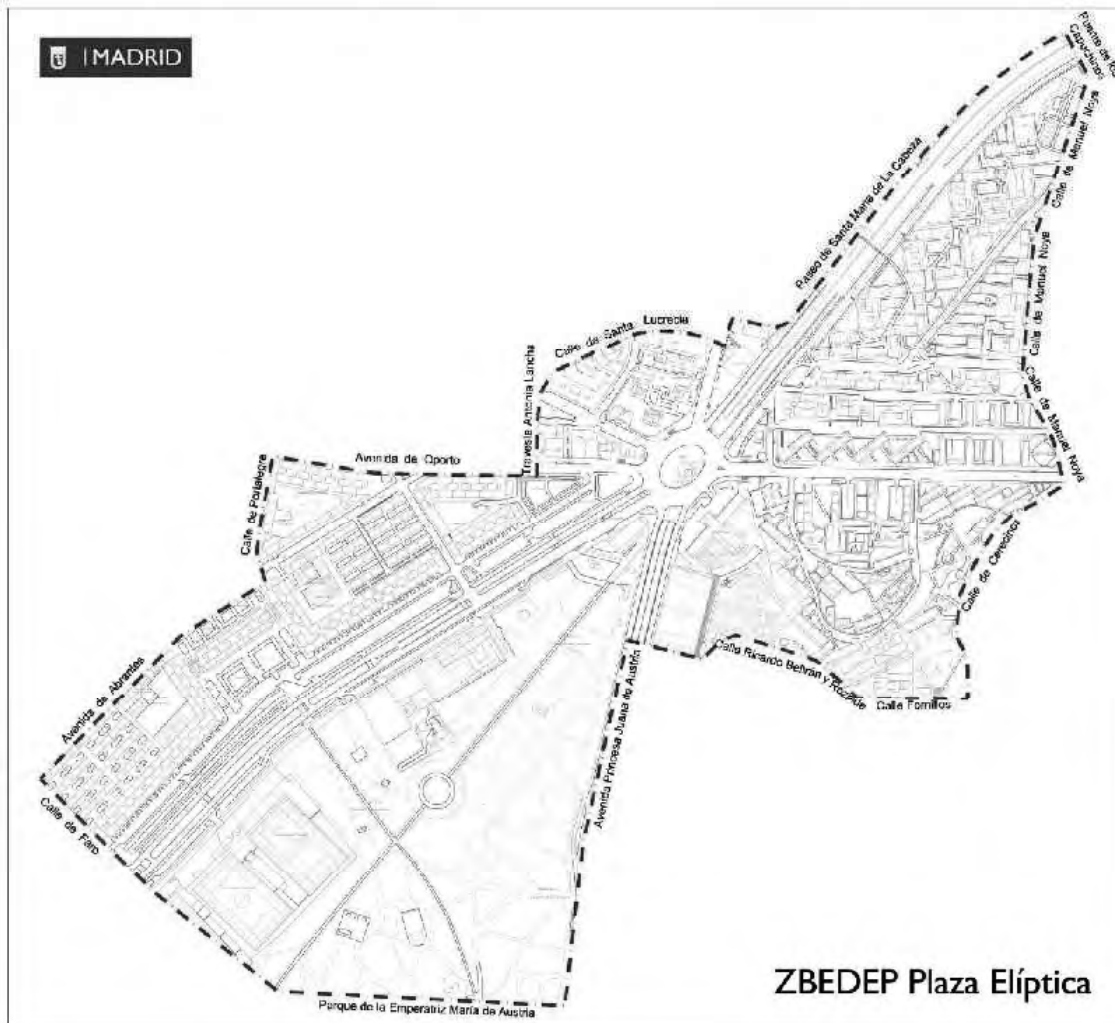 MADRID
Puente de los
Capuchinos
Calle de Manuel Noya
Paseo de Santa María de La Cabeza
Calle de Manuel Noya
Calle de Santa Lucrecia
Travesía Antonia Lancha
Calle de Manuel Noya
Avenida de Oporto
Calle de Portalegre
Calle de Cerecinos
Avenida de Abrantes
Calle Ricardo Beltrán y Rózpide
Calle Fornillos
Avenida Princesa Juana de Austria
Calle de Faro
ZBEDEP Plaza Elíptica
Parque de la Emperatriz María de Austria